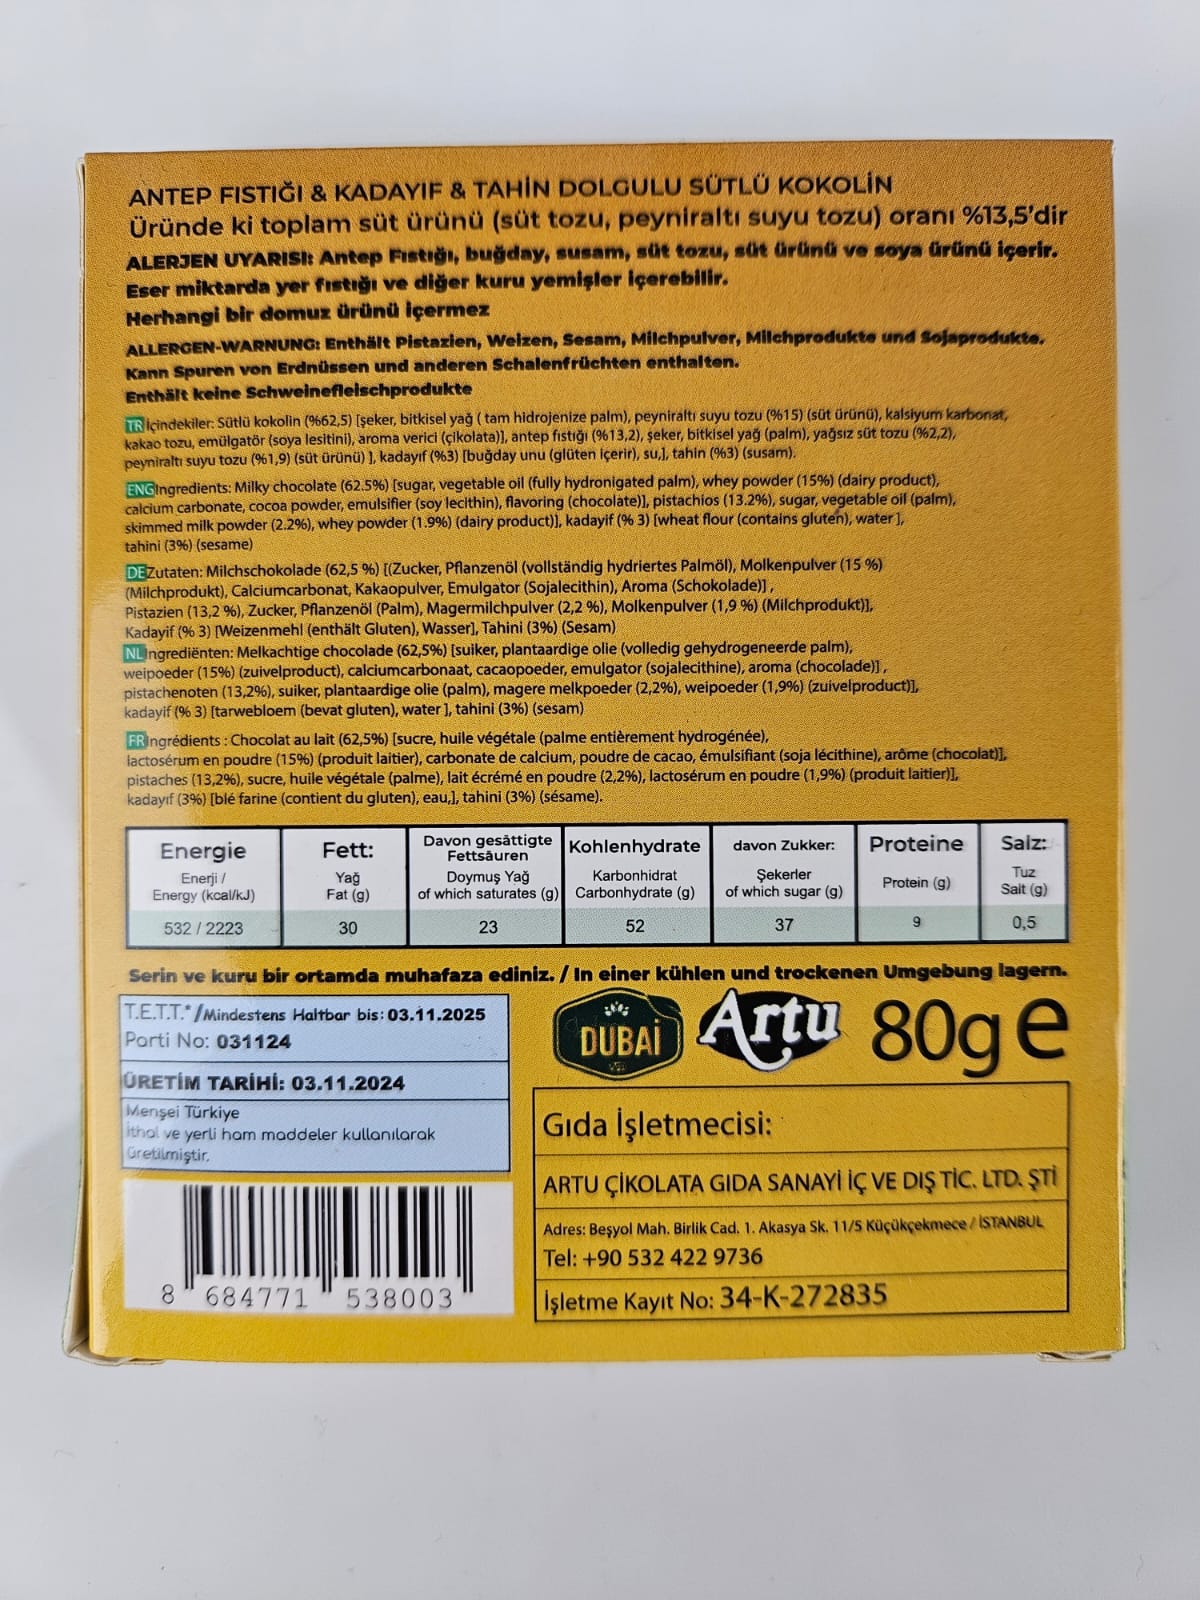 ANTEP FISTIĞI & KADAYIF & TAHİN DOLGULU SÜTLÜ KOKOLİN
Üründe ki toplam süt ürünü (süt tozu, peyniraltı suyu tozu) oranı %13,5'dir
ALERJEN UYARISI: Antep Fıstığı, buğday, susam, süt tozu, süt ürünü ve soya ürünü içerir.
Eser miktarda yer fıstığı ve diğer kuru yemişler içerebilir.
Herhangi bir domuz ürünü içermez
ALLERGEN-WARNUNG: Enthält Pistazien, Weizen, Sesam, Milchpulver, Milchprodukte und Sojaprodukte.
Kann Spuren von Erdnüssen und anderen Schalenfrüchten enthalten.
Enthält keine Schweinefleischprodukte
TR İçindekiler: Sütlü kokolin (%62,5) [şeker, bitkisel yağ ( tam hidrojenize palm), peyniraltı suyu tozu (%15) (süt ürünü), kalsiyum karbonat,
kakao tozu, emülgatör (soya lesitini), aroma verici (çikolata)], antep fıstığı (%13,2), şeker, bitkisel yağ (palm), yağsız süt tozu (%2,2),
peyniraltı suyu tozu (%1,9) (süt ürünü) ], kadayıf (%3) [buğday unu (glüten içerir), su,], tahin (%3) (susam).
ENG Ingredients: Milky chocolate (62.5%) [sugar, vegetable oil (fully hydronigated palm), whey powder (15%) (dairy product),
calcium carbonate, cocoa powder, emulsifier (soy lecithin), flavoring (chocolate)], pistachios (13.2%), sugar, vegetable oil (palm),
skimmed milk powder (2.2%), whey powder (1.9%) (dairy product)], kadayif (% 3) [wheat flour (contains gluten), water ],
tahini (3%) (sesame)
DE Zutaten: Milchschokolade (62,5 %) [(Zucker, Pflanzenöl (vollständig hydriertes Palmöl), Molkenpulver (15 %)
(Milchprodukt), Calciumcarbonat, Kakaopulver, Emulgator (Sojalecithin), Aroma (Schokolade)] ,
Pistazien (13,2 %), Zucker, Pflanzenöl (Palm), Magermilchpulver (2,2 %), Molkenpulver (1,9 %) (Milchprodukt)],
Kadayif (% 3) [Weizenmehl (enthält Gluten), Wasser], Tahini (3%) (Sesam)
NL Ingrediënten: Melkachtige chocolade (62,5%) [suiker, plantaardige olie (volledig gehydrogeneerde palm),
weipoeder (15%) (zuivelproduct), calciumcarbonaat, cacaopoeder, emulgator (sojalecithine), aroma (chocolade)] ,
pistachenoten (13,2%), suiker, plantaardige olie (palm), magere melkpoeder (2,2%), weipoeder (1,9%) (zuivelproduct)],
kadayif (% 3) [tarwebloem (bevat gluten), water ], tahini (3%) (sesam)
FR Ingrédients : Chocolat au lait (62,5%) [sucre, huile végétale (palme entièrement hydrogénée),
lactosérum en poudre (15%) (produit laitier), carbonate de calcium, poudre de cacao, émulsifiant (soja lécithine), arôme (chocolat)],
pistaches (13,2%), sucre, huile végétale (palme), lait écrémé en poudre (2,2%), lactosérum en poudre (1,9%) (produit laitier)],
kadayıf (3%) [blé farine (contient du gluten), eau,], tahini (3%) (sésame).
Energie Fett: Davon gesättigte Fettsäuren Kohlenhydrate davon Zukker: Proteine Salz:
Enerji / Yağ Doymuş Yağ Karbonhidrat Şekerler Protein (g) Tuz
Energy (kcal/kJ) Fat (g) of which saturates (g) Carbonhydrate (g) of which sugar (g) Salt (g)
532 / 2223 30 23 52 37 9 0,5
Serin ve kuru bir ortamda muhafaza ediniz. / In einer kühlen und trockenen Umgebung lagern.
T.E.T.T.* /Mindestens Haltbar bis: 03.11.2025
Parti No: 031124
ÜRETİM TARİHİ: 03.11.2024
Menşei Türkiye
İthal ve yerli ham maddeler kullanılarak
üretilmiştir.
DUBAİ
Artu
80g e
Gıda İşletmecisi:
ARTU ÇİKOLATA GIDA SANAYİ İÇ VE DIŞ TİC. LTD. ŞTİ
Adres: Beşyol Mah. Birlik Cad. 1. Akasya Sk. 11/5 Küçükçekmece / İSTANBUL
Tel: +90 532 422 9736
İşletme Kayıt No: 34-K-272835
8 684771 538003